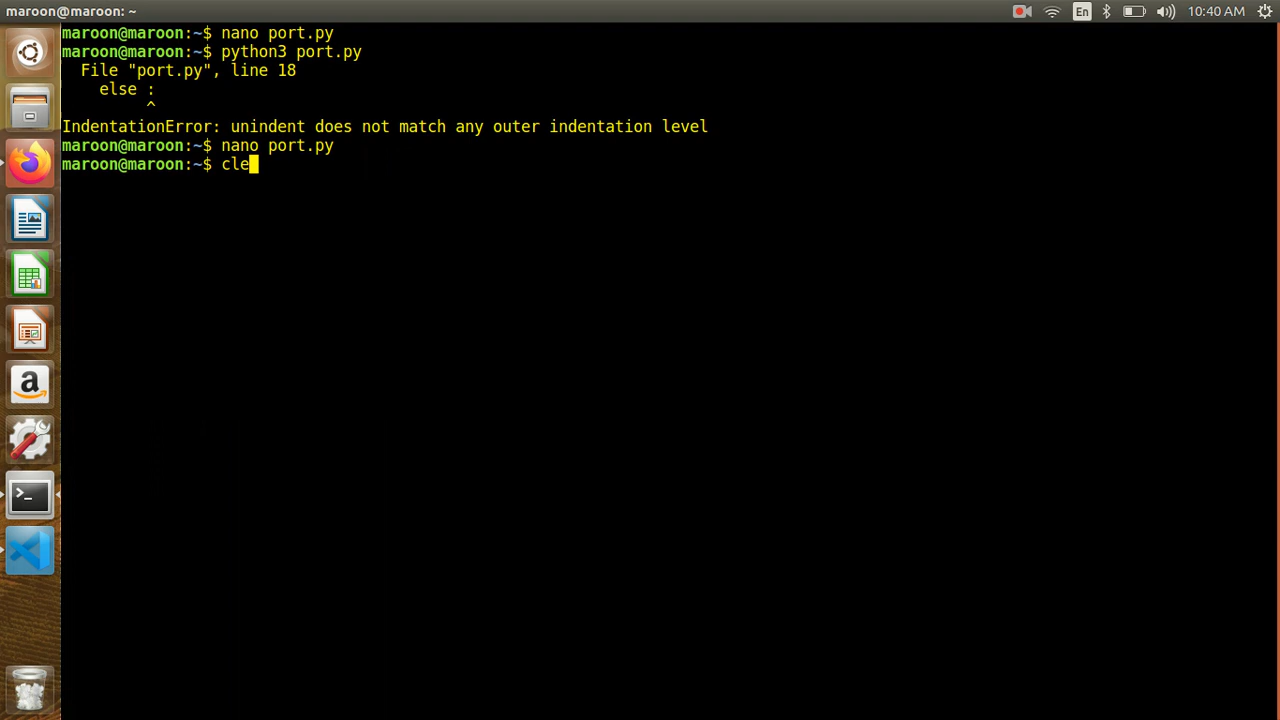 maroon@maroon: ~
En
10:40 AM
maroon@maroon:~$ nano port.py
maroon@maroon:~$ python3 port.py
  File "port.py", line 18
    else :
         ^
IndentationError: unindent does not match any outer indentation level
maroon@maroon:~$ nano port.py
maroon@maroon:~$ cle
a
>_